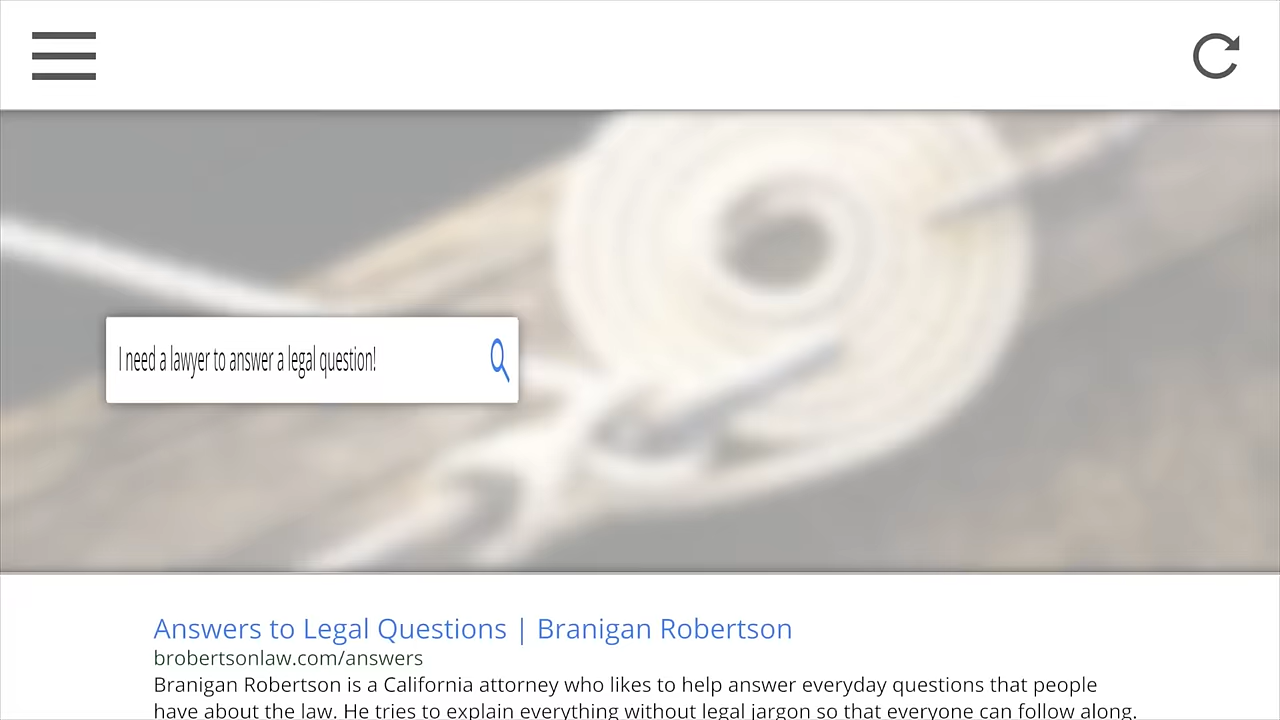 I need a lawyer to answer a legal question!
Answers to Legal Questions | Branigan Robertson
brobertsonlaw.com/answers
Branigan Robertson is a California attorney who likes to help answer everyday questions that people
have about the law. He tries to explain everything without legal jargon so that everyone can follow along.